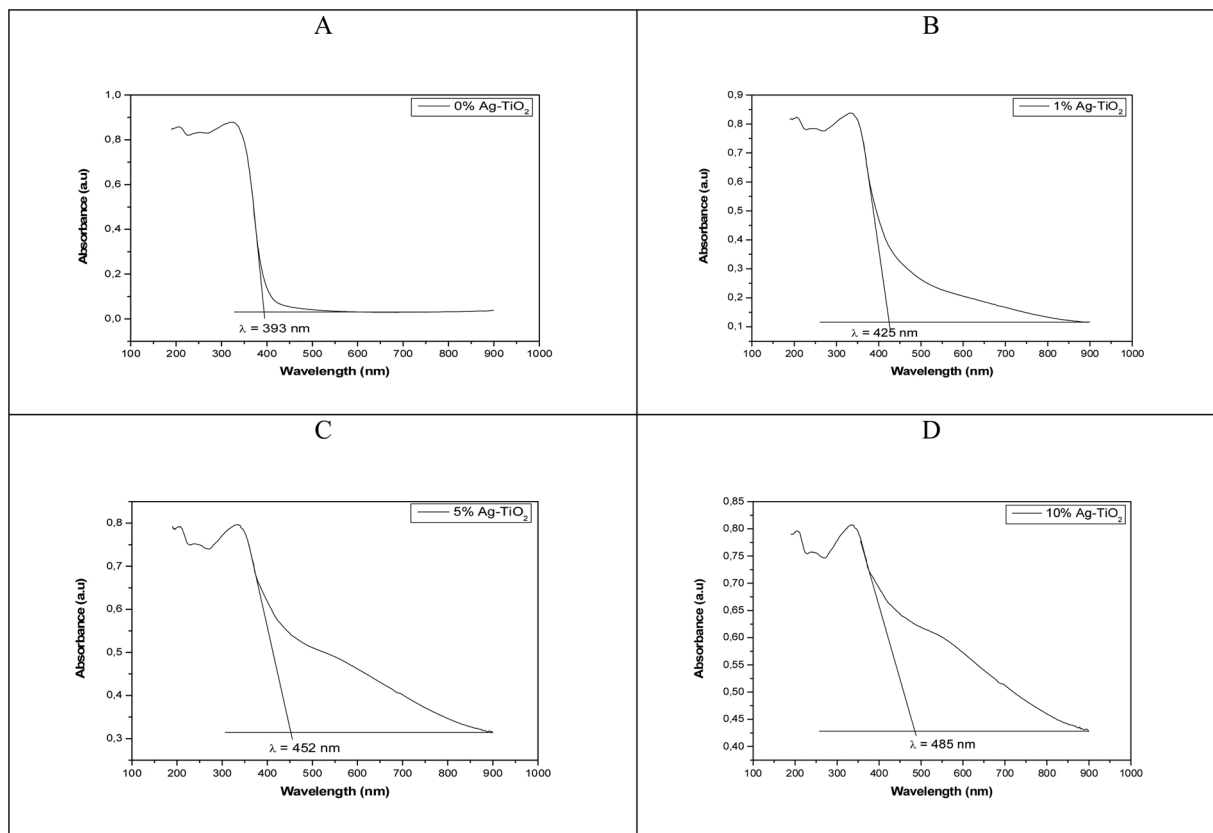 A
0% Ag-TiO₂
1,0
0,8
0,6
0,4
0,2
0,0
Absorbance (a.u)
λ = 393 nm
100 200 300 400 500 600 700 800 900 1000
Wavelength (nm)
B
1% Ag-TiO₂
0,9
0,8
0,7
0,6
0,5
0,4
0,3
0,2
0,1
Absorbance (a.u)
λ = 425 nm
100 200 300 400 500 600 700 800 900 1000
Wavelength (nm)
C
5% Ag-TiO₂
0,8
0,7
0,6
0,5
0,4
0,3
Absorbance (a.u)
λ = 452 nm
100 200 300 400 500 600 700 800 900 1000
Wavelength (nm)
D
10% Ag-TiO₂
0,85
0,80
0,75
0,70
0,65
0,60
0,55
0,50
0,45
0,40
Absorbance (a.u)
λ = 485 nm
100 200 300 400 500 600 700 800 900 1000
Wavelength (nm)